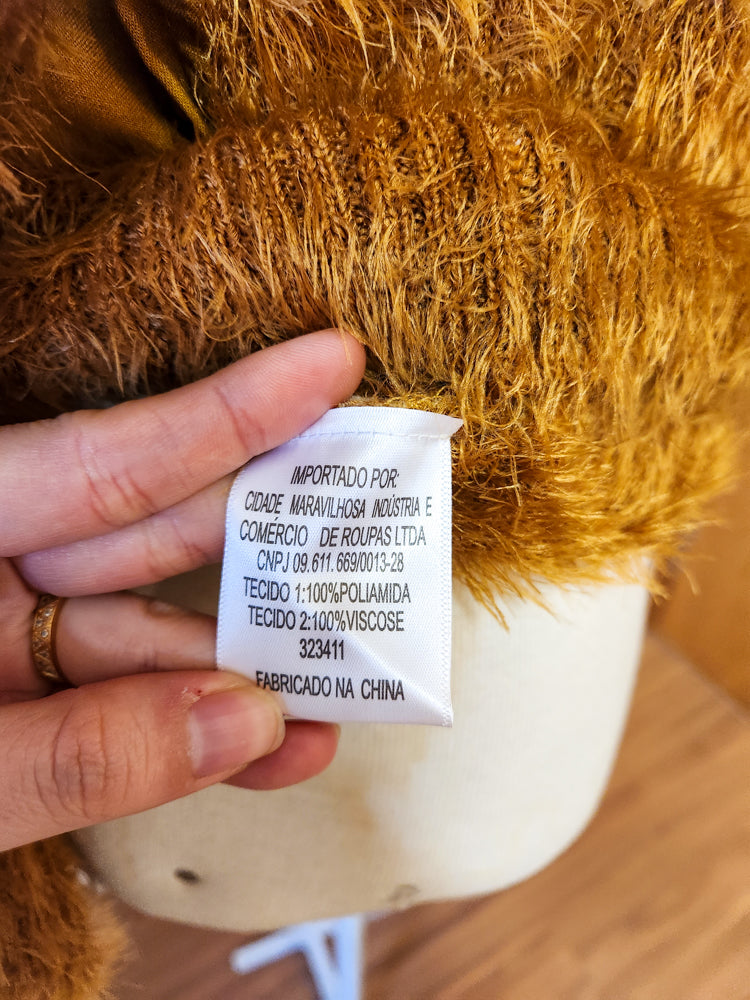 IMPORTADO POR:
CIDADE MARAVILHOSA INDÚSTRIA E
COMÉRCIO DE ROUPAS LTDA
CNPJ 09.611.669/0013-28
TECIDO 1:100%POLIAMIDA
TECIDO 2:100%VISCOSE
323411
FABRICADO NA CHINA